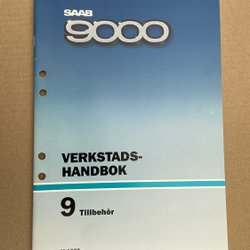 SAAB
9000
VERKSTADS-
HANDBOK
9 Tillbehör